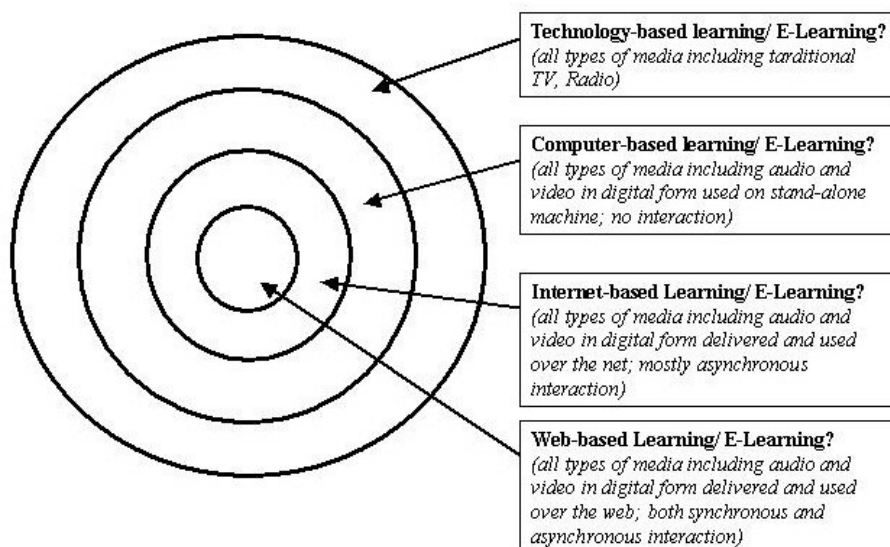 Technology-based learning/ E-Learning?
(all types of media including tarditional
TV, Radio)
Computer-based learning/ E-Learning?
(all types of media including audio and
video in digital form used on stand-alone
machine; no interaction)
Internet-based Learning/ E-Learning?
(all types of media including audio and
video in digital form delivered and used
over the net; mostly asynchronous
interaction)
Web-based Learning/ E-Learning?
(all types of media including audio and
video in digital form delivered and used
over the web; both synchronous and
asynchronous interaction)